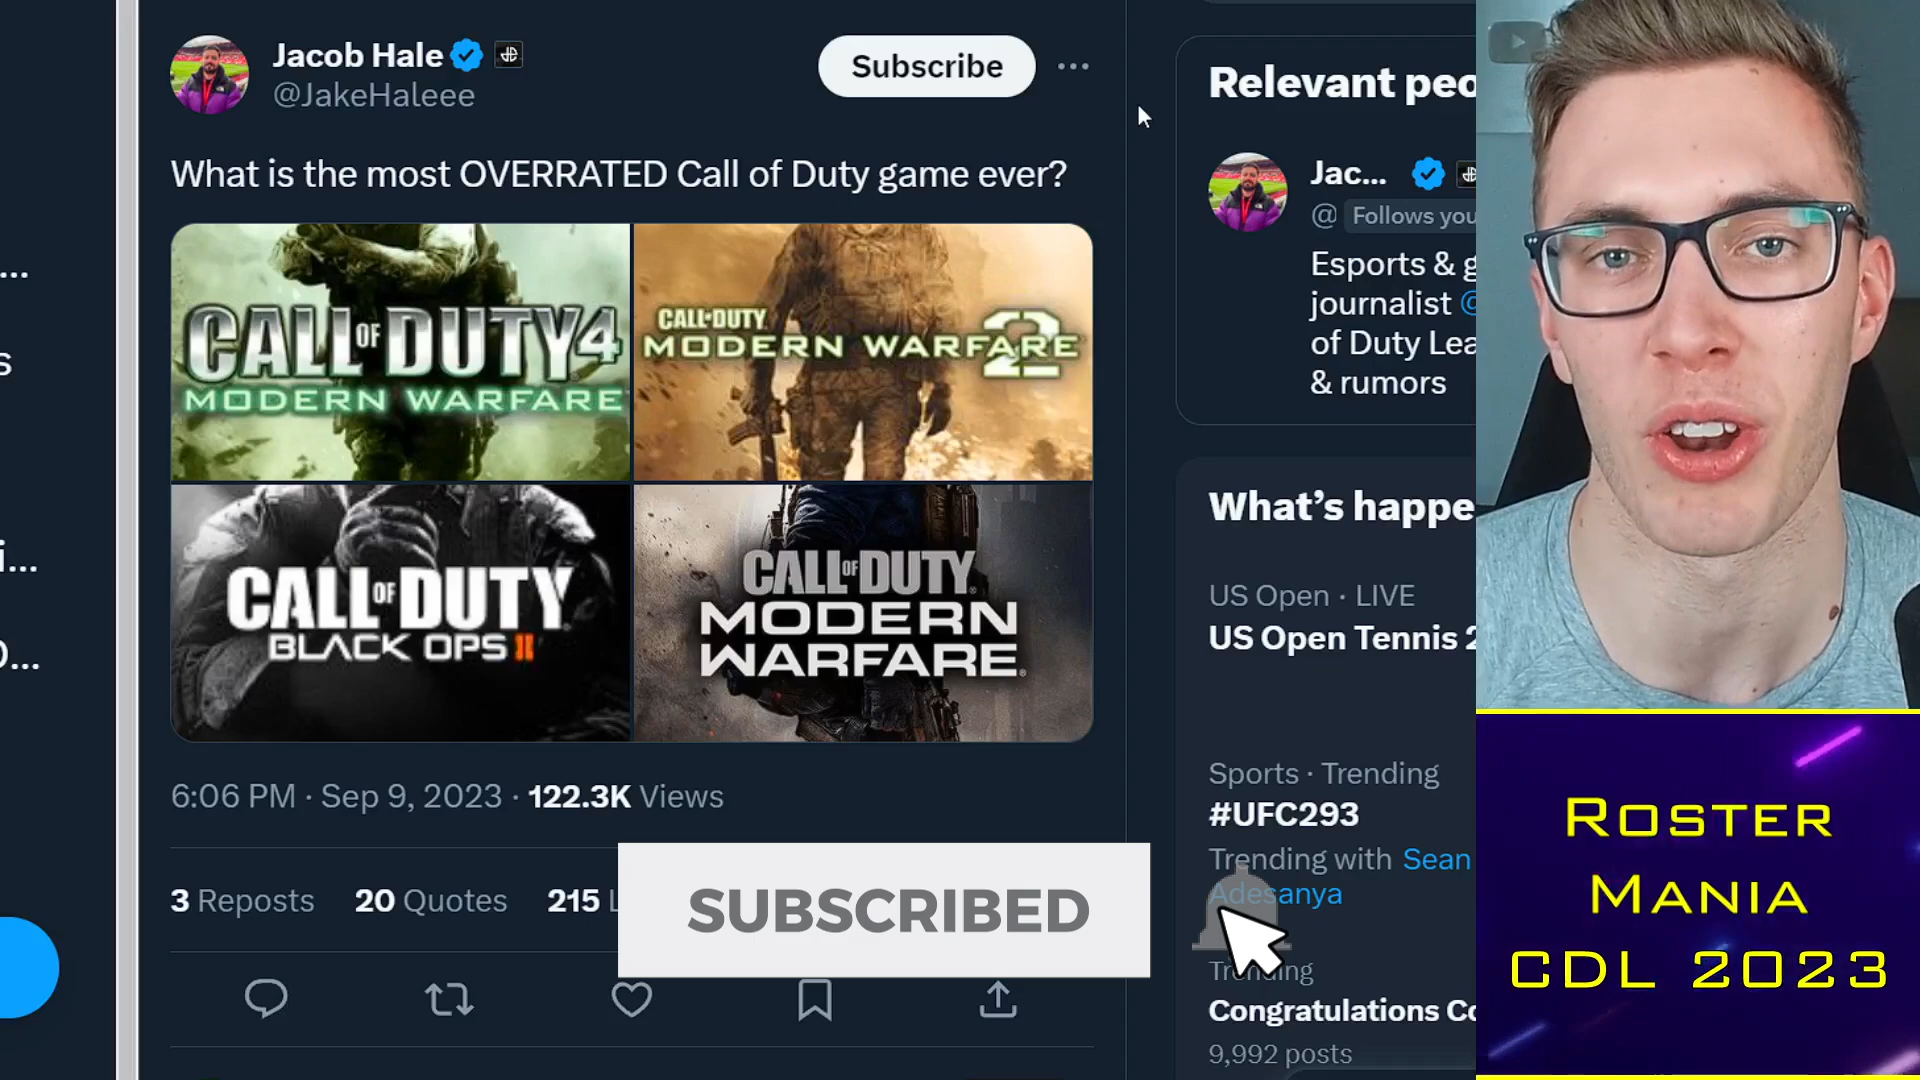 ...
s
i...
...
Jacob Hale
@JakeHaleee
Subscribe
What is the most OVERRATED Call of Duty game ever?
CALL OF DUTY 4
MODERN WARFARE
CALL OF DUTY
MODERN WARFARE 2
CALL OF DUTY
BLACK OPS II
CALL OF DUTY
MODERN
WARFARE
6:06 PM · Sep 9, 2023 · 122.3K Views
3 Reposts 20 Quotes 215 L
SUBSCRIBED
Relevant peo
Jac...
@ Follows you
Esports & g
journalist @
of Duty Lea
& rumors
What's happe
US Open · LIVE
US Open Tennis 2
Sports · Trending
#UFC293
Trending with Sean
Adesanya
Trending
Congratulations Co
9,992 posts
ROSTER
MANIA
CDL 2023